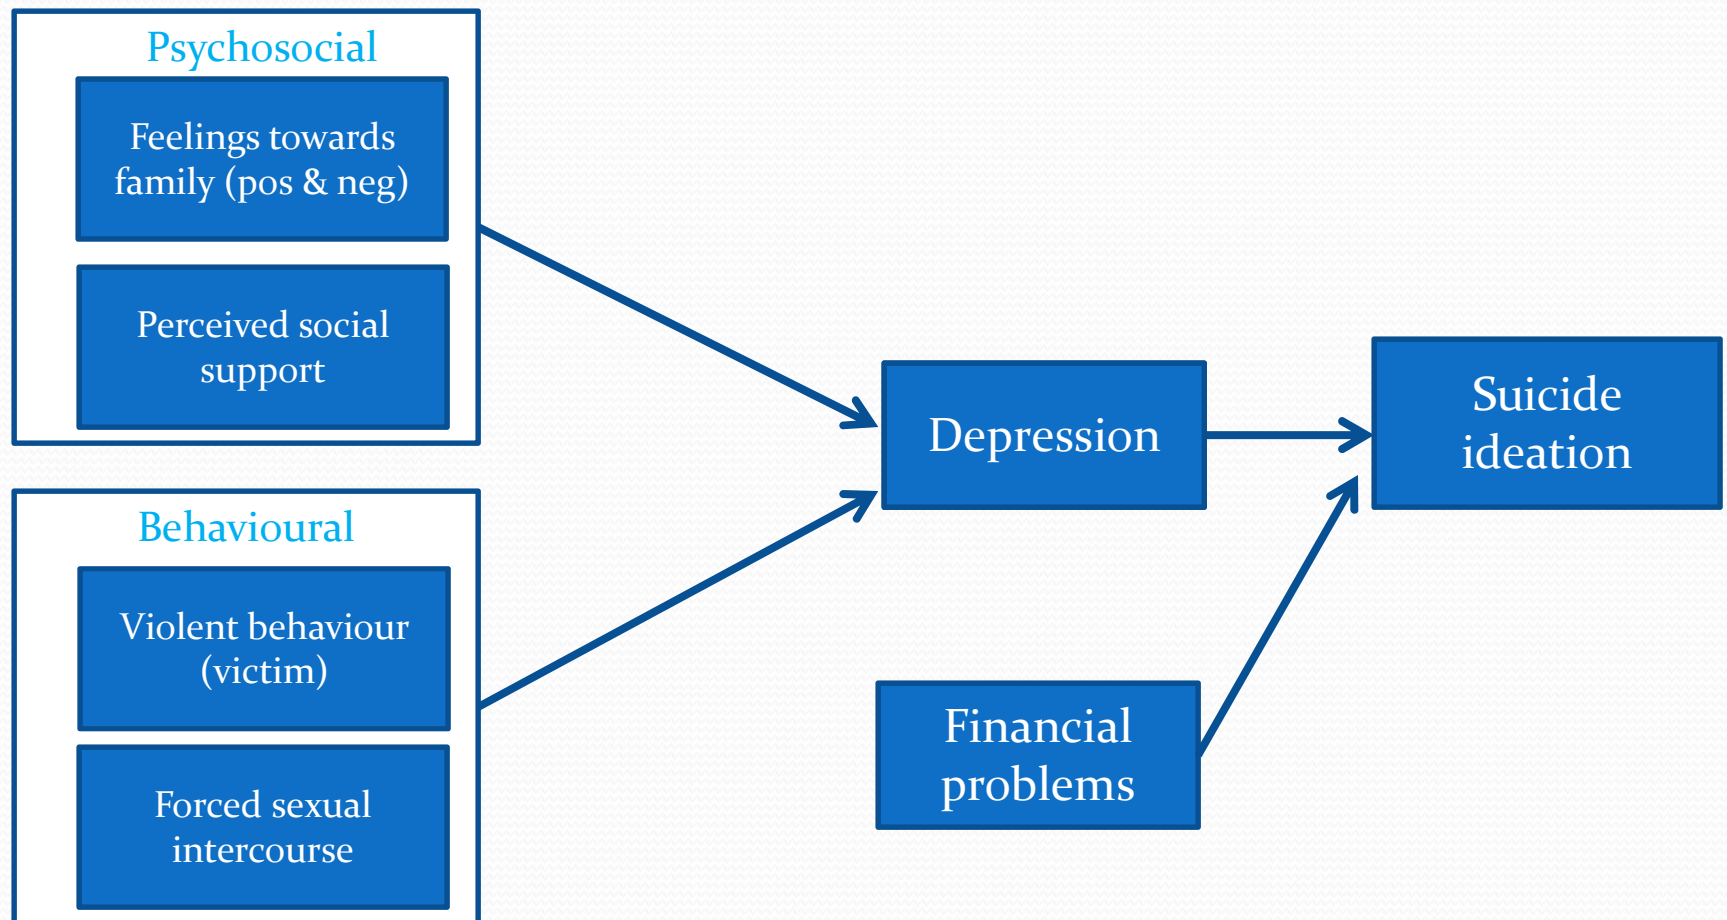 Psychosocial
Feelings towards
family (pos & neg)
Perceived social
support
Behavioural
Violent behaviour
(victim)
Forced sexual
intercourse
Depression
Financial
problems
Suicide
ideation